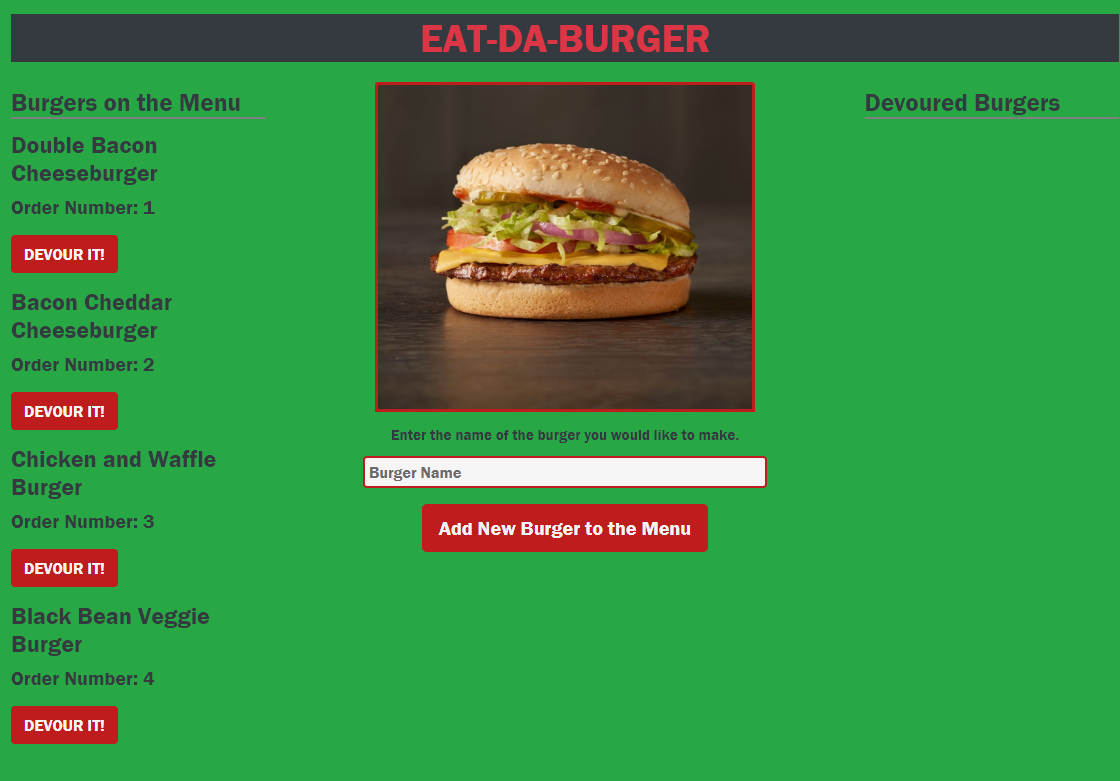 EAT-DA-BURGER
Burgers on the Menu
Double Bacon
Cheeseburger
Order Number: 1
DEVOUR IT!
Bacon Cheddar
Cheeseburger
Order Number: 2
DEVOUR IT!
Chicken and Waffle
Burger
Order Number: 3
DEVOUR IT!
Black Bean Veggie
Burger
Order Number: 4
DEVOUR IT!
Enter the name of the burger you would like to make.
Burger Name
Add New Burger to the Menu
Devoured Burgers